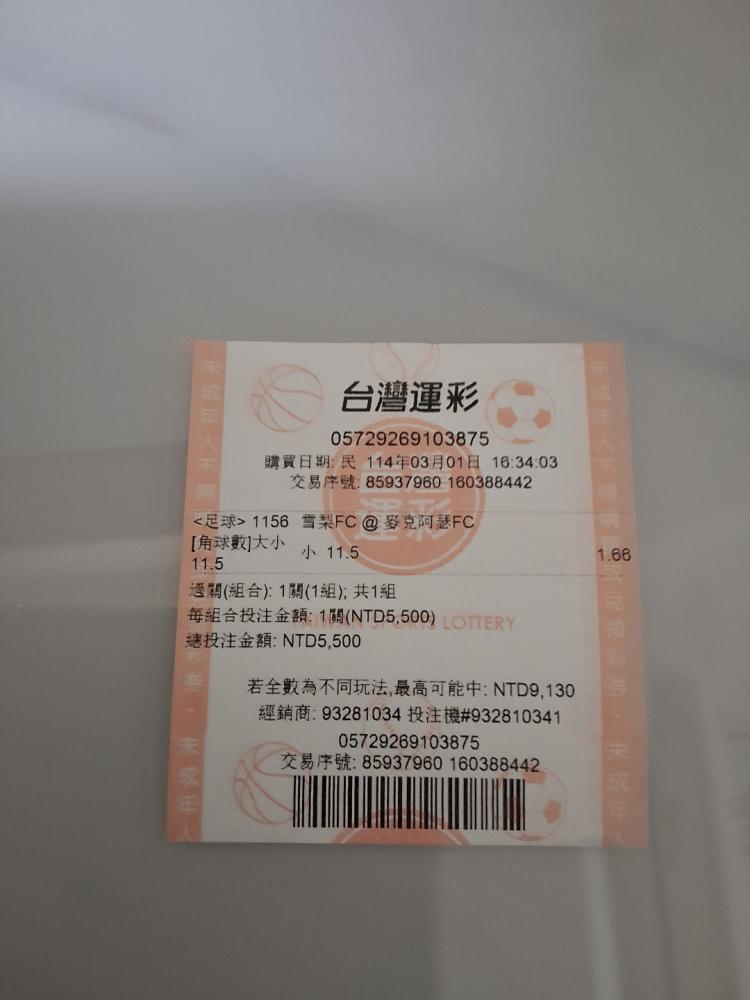 台灣運彩
05729269103875
購買日期: 民 114年03月01日 16:34:03
交易序號: 85937960 160388442
<足球> 1156 雪梨FC @ 麥克阿瑟FC
[角球數]大小 小 11.5 1.66
11.5
過關(組合): 1關(1組); 共1組
每組合投注金額: 1關(NTD5,500)
TAIWAN SPORTS LOTTERY
總投注金額: NTD5,500
若全數為不同玩法,最高可能中: NTD9,130
經銷商: 93281034 投注機#932810341
05729269103875
交易序號: 85937960 160388442